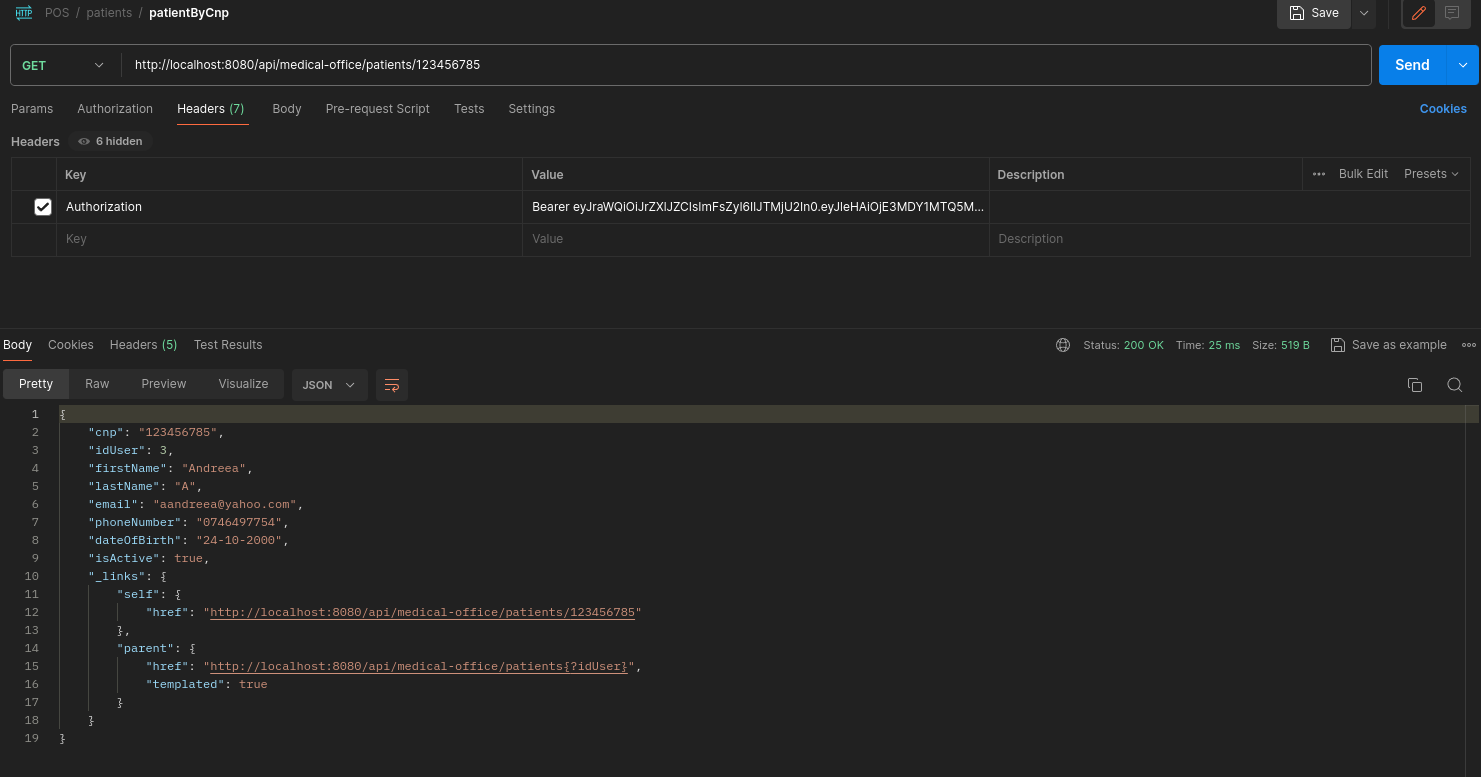 HTTP POS / patients / patientByCnp Save
GET http://localhost:8080/api/medical-office/patients/123456785 Send
Params Authorization Headers (7) Body Pre-request Script Tests Settings Cookies
Headers 6 hidden
Key Value Description ••• Bulk Edit Presets
Authorization
Key Value Description
Body Cookies Headers (5) Test Results Status: 200 OK Time: 25 ms Size: 519 B Save as example •••
Pretty Raw Preview Visualize JSON
1 {
2 "cnp": "123456785",
3 "idUser": 3,
4 "firstName": "Andreea",
5 "lastName": "A",
6 "email": "aandreea@yahoo.com",
7 "phoneNumber": "0746497754",
8 "dateOfBirth": "24-10-2000",
9 "isActive": true,
10 "_links": {
11 "self": {
12 "href": "http://localhost:8080/api/medical-office/patients/123456785"
13 },
14 "parent": {
15 "href": "http://localhost:8080/api/medical-office/patients{?idUser}",
16 "templated": true
17 }
18 }
19 }